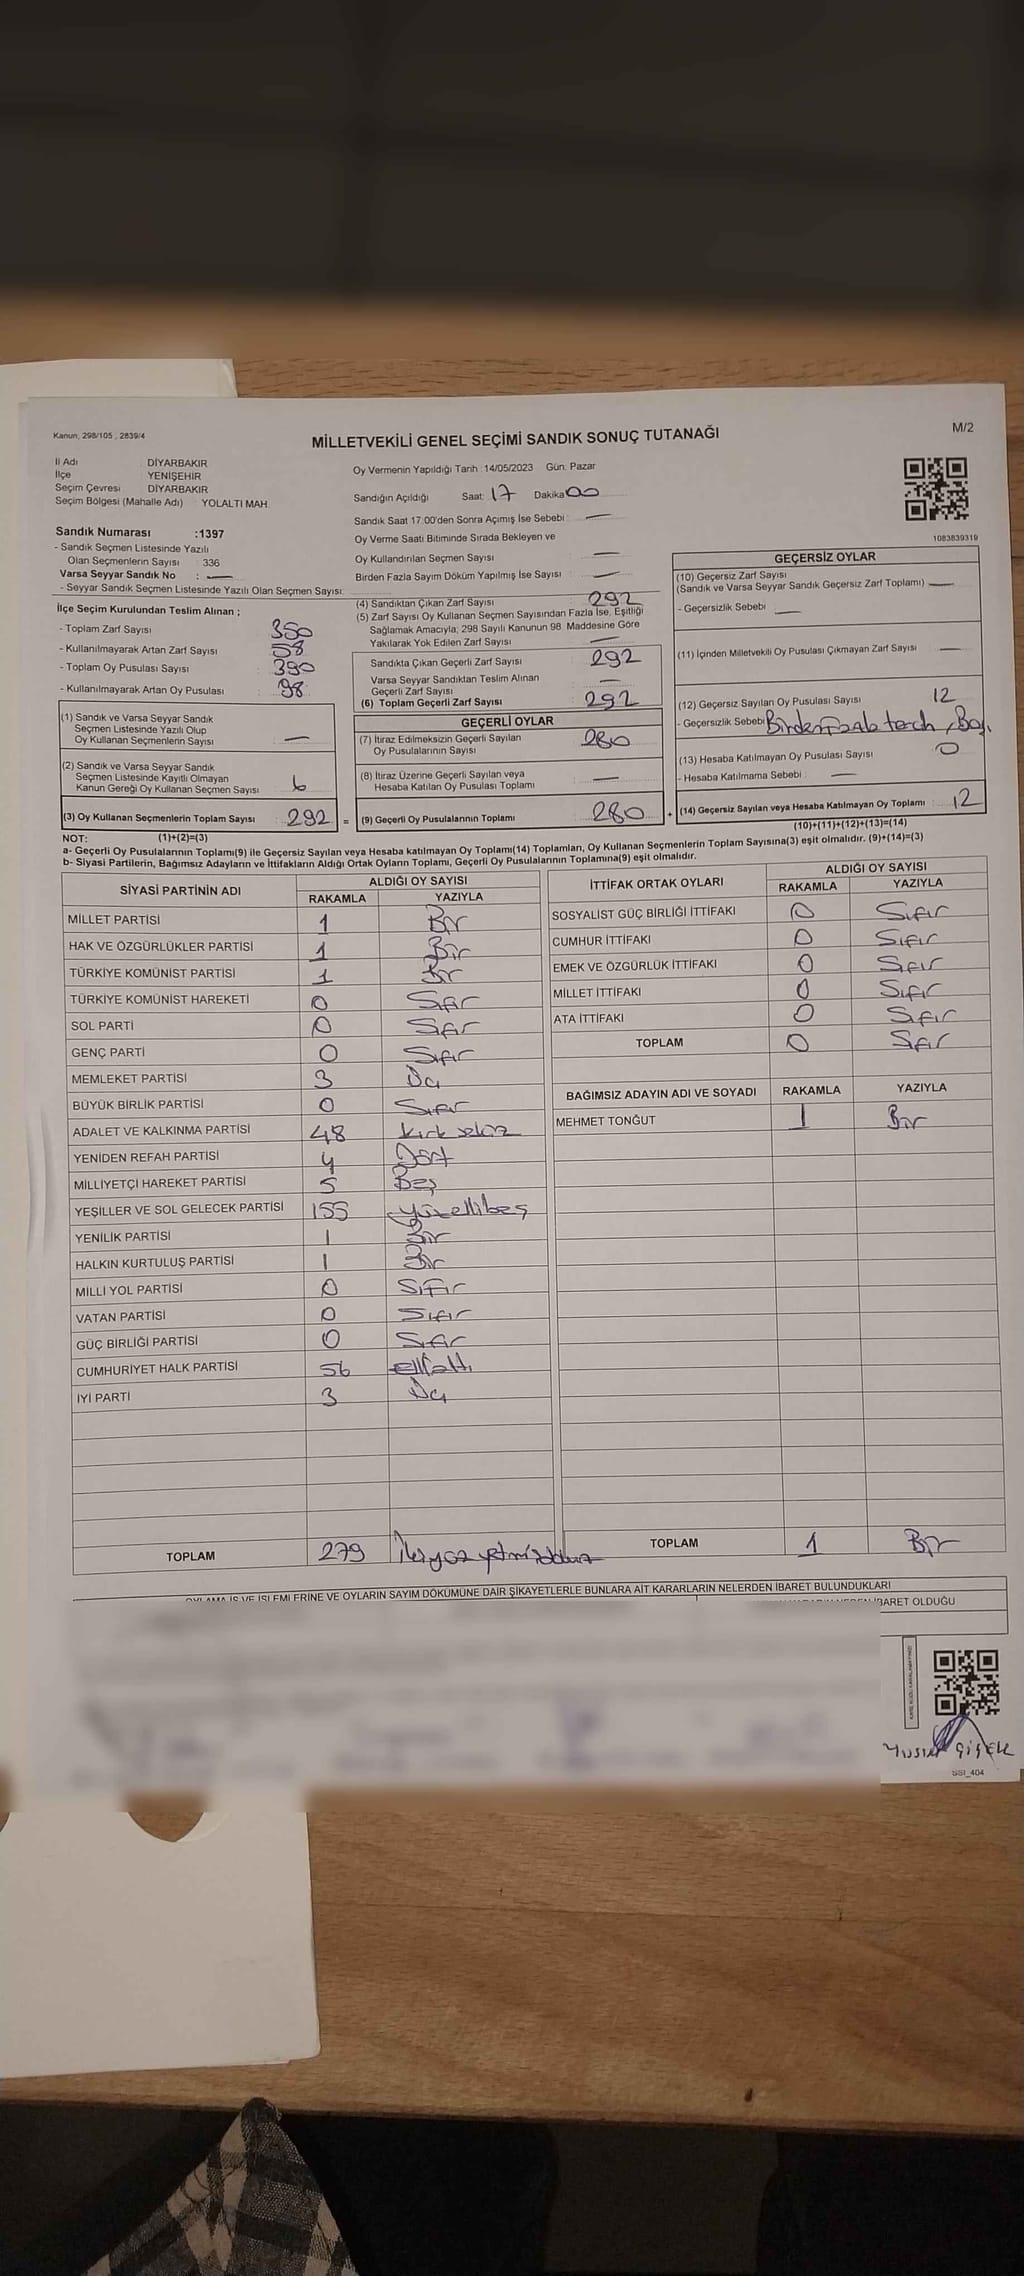 Kanun, 298/105 , 2839/4
MİLLETVEKİLİ GENEL SEÇİMİ SANDIK SONUÇ TUTANAĞI
M/2
İl Adı DİYARBAKIR
İlçe YENİŞEHİR
Seçim Çevresi DİYARBAKIR
Seçim Bölgesi (Mahalle Adı) YOLALTI MAH.
Sandık Numarası :1397
- Sandık Seçmen Listesinde Yazılı
Olan Seçmenlerin Sayısı : 336
Varsa Seyyar Sandık No : —
- Seyyar Sandık Seçmen Listesinde Yazılı Olan Seçmen Sayısı:
Oy Vermenin Yapıldığı Tarih :14/05/2023 Gün: Pazar
Sandığın Açıldığı Saat: 17 Dakika 00
Sandık Saat 17:00'den Sonra Açılmış İse Sebebi : —
Oy Verme Saati Bitiminde Sırada Bekleyen ve
Oy Kullandırılan Seçmen Sayısı —
Birden Fazla Sayım Döküm Yapılmış İse Sayısı : —
1083839319
İlçe Seçim Kurulundan Teslim Alınan ;
- Toplam Zarf Sayısı : 350
- Kullanılmayarak Artan Zarf Sayısı : 58
- Toplam Oy Pusulası Sayısı : 390
- Kullanılmayarak Artan Oy Pusulası : 98
(1) Sandık ve Varsa Seyyar Sandık
Seçmen Listesinde Yazılı Olup
Oy Kullanan Seçmenlerin Sayısı —
(2) Sandık ve Varsa Seyyar Sandık
Seçmen Listesinde Kayıtlı Olmayan
Kanun Gereği Oy Kullanan Seçmen Sayısı : 6
(3) Oy Kullanan Seçmenlerin Toplam Sayısı : 292 =
(4) Sandıktan Çıkan Zarf Sayısı 292
(5) Zarf Sayısı Oy Kullanan Seçmen Sayısından Fazla İse, Eşitliği
Sağlamak Amacıyla; 298 Sayılı Kanunun 98. Maddesine Göre
Yakılarak Yok Edilen Zarf Sayısı —
Sandıkta Çıkan Geçerli Zarf Sayısı 292
Varsa Seyyar Sandıktan Teslim Alınan
Geçerli Zarf Sayısı —
(6) Toplam Geçerli Zarf Sayısı : 292
GEÇERLİ OYLAR
(7) İtiraz Edilmeksizin Geçerli Sayılan
Oy Pusulalarının Sayısı 280
(8) İtiraz Üzerine Geçerli Sayılan veya
Hesaba Katılan Oy Pusulası Toplamı —
(9) Geçerli Oy Pusulalarının Toplamı : 280 +
GEÇERSİZ OYLAR
(10) Geçersiz Zarf Sayısı
(Sandık ve Varsa Seyyar Sandık Geçersiz Zarf Toplamı) —
- Geçersizlik Sebebi —
(11) İçinden Milletvekili Oy Pusulası Çıkmayan Zarf Sayısı —
(12) Geçersiz Sayılan Oy Pusulası Sayısı 12
- Geçersizlik Sebebi Birden Fazla terch, Boş.
(13) Hesaba Katılmayan Oy Pusulası Sayısı 0
- Hesaba Katılmama Sebebi : —
(14) Geçersiz Sayılan veya Hesaba Katılmayan Oy Toplamı : 12
(10)+(11)+(12)+(13)=(14)
NOT: (1)+(2)=(3)
a- Geçerli Oy Pusulalarının Toplamı(9) ile Geçersiz Sayılan veya Hesaba katılmayan Oy Toplamı(14) Toplamları, Oy Kullanan Seçmenlerin Toplam Sayısına(3) eşit olmalıdır. (9)+(14)=(3)
b- Siyasi Partilerin, Bağımsız Adayların ve İttifakların Aldığı Ortak Oyların Toplamı, Geçerli Oy Pusulalarının Toplamına(9) eşit olmalıdır.
SİYASİ PARTİNİN ADI ALDIĞI OY SAYISI
RAKAMLA YAZIYLA
MİLLET PARTİSİ 1 Bir
HAK VE ÖZGÜRLÜKLER PARTİSİ 1 Bir
TÜRKİYE KOMÜNİST PARTİSİ 1 Bir
TÜRKİYE KOMÜNİST HAREKETİ 0 Sıfır
SOL PARTİ 0 Sıfır
GENÇ PARTİ 0 Sıfır
MEMLEKET PARTİSİ 3 Üç
BÜYÜK BİRLİK PARTİSİ 0 Sıfır
ADALET VE KALKINMA PARTİSİ 48 kırk sekiz
YENİDEN REFAH PARTİSİ 4 Dört
MİLLİYETÇİ HAREKET PARTİSİ 5 Beş
YEŞİLLER VE SOL GELECEK PARTİSİ 155 yüzellibeş
YENİLİK PARTİSİ 1 Bir
HALKIN KURTULUŞ PARTİSİ 1 Bir
MİLLİ YOL PARTİSİ 0 Sıfır
VATAN PARTİSİ 0 Sıfır
GÜÇ BİRLİĞİ PARTİSİ 0 Sıfır
CUMHURİYET HALK PARTİSİ 56 ellialtı
İYİ PARTİ 3 Üç
TOPLAM 279 İkiyüz yetmişdokuz
İTTİFAK ORTAK OYLARI ALDIĞI OY SAYISI
RAKAMLA YAZIYLA
SOSYALİST GÜÇ BİRLİĞİ İTTİFAKI 0 Sıfır
CUMHUR İTTİFAKI 0 Sıfır
EMEK VE ÖZGÜRLÜK İTTİFAKI 0 Sıfır
MİLLET İTTİFAKI 0 Sıfır
ATA İTTİFAKI 0 Sıfır
TOPLAM 0 Sıfır
BAĞIMSIZ ADAYIN ADI VE SOYADI RAKAMLA YAZIYLA
MEHMET TONĞUT 1 Bir
TOPLAM 1 Bir
OYLAMA İŞ VE İŞLEMLERİNE VE OYLARIN SAYIM DÖKÜMÜNE DAİR ŞİKAYETLERLE BUNLARA AİT KARARLARIN NELERDEN İBARET BULUNDUKLARI
İBARET OLDUĞU
Yusuf ÇİÇEK
SSI_404